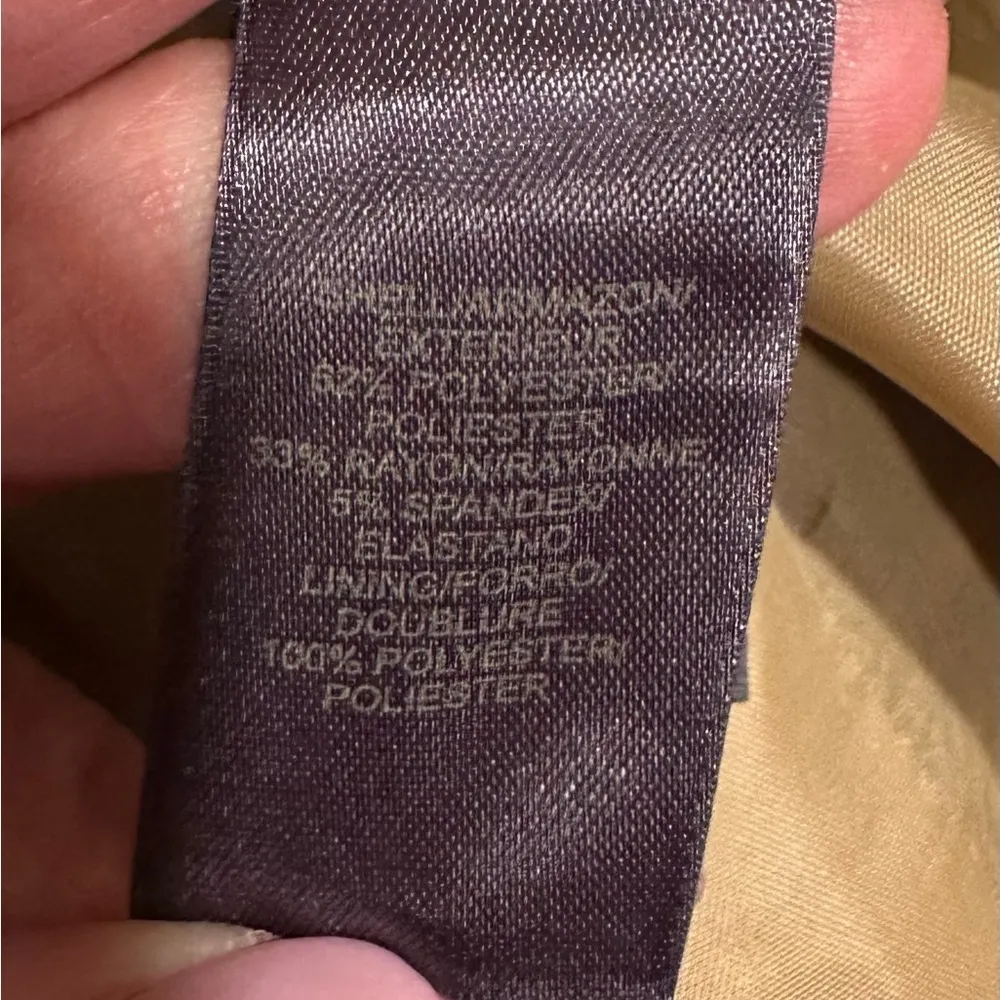 SHELL/ARMAZON/
EXTERIEUR
62% POLYESTER/
POLIESTER
33% RAYON/RAYONNE
5% SPANDEX/
ELASTANO
LINING/FORRO/
DOUBLURE
100% POLYESTER/
POLIESTER